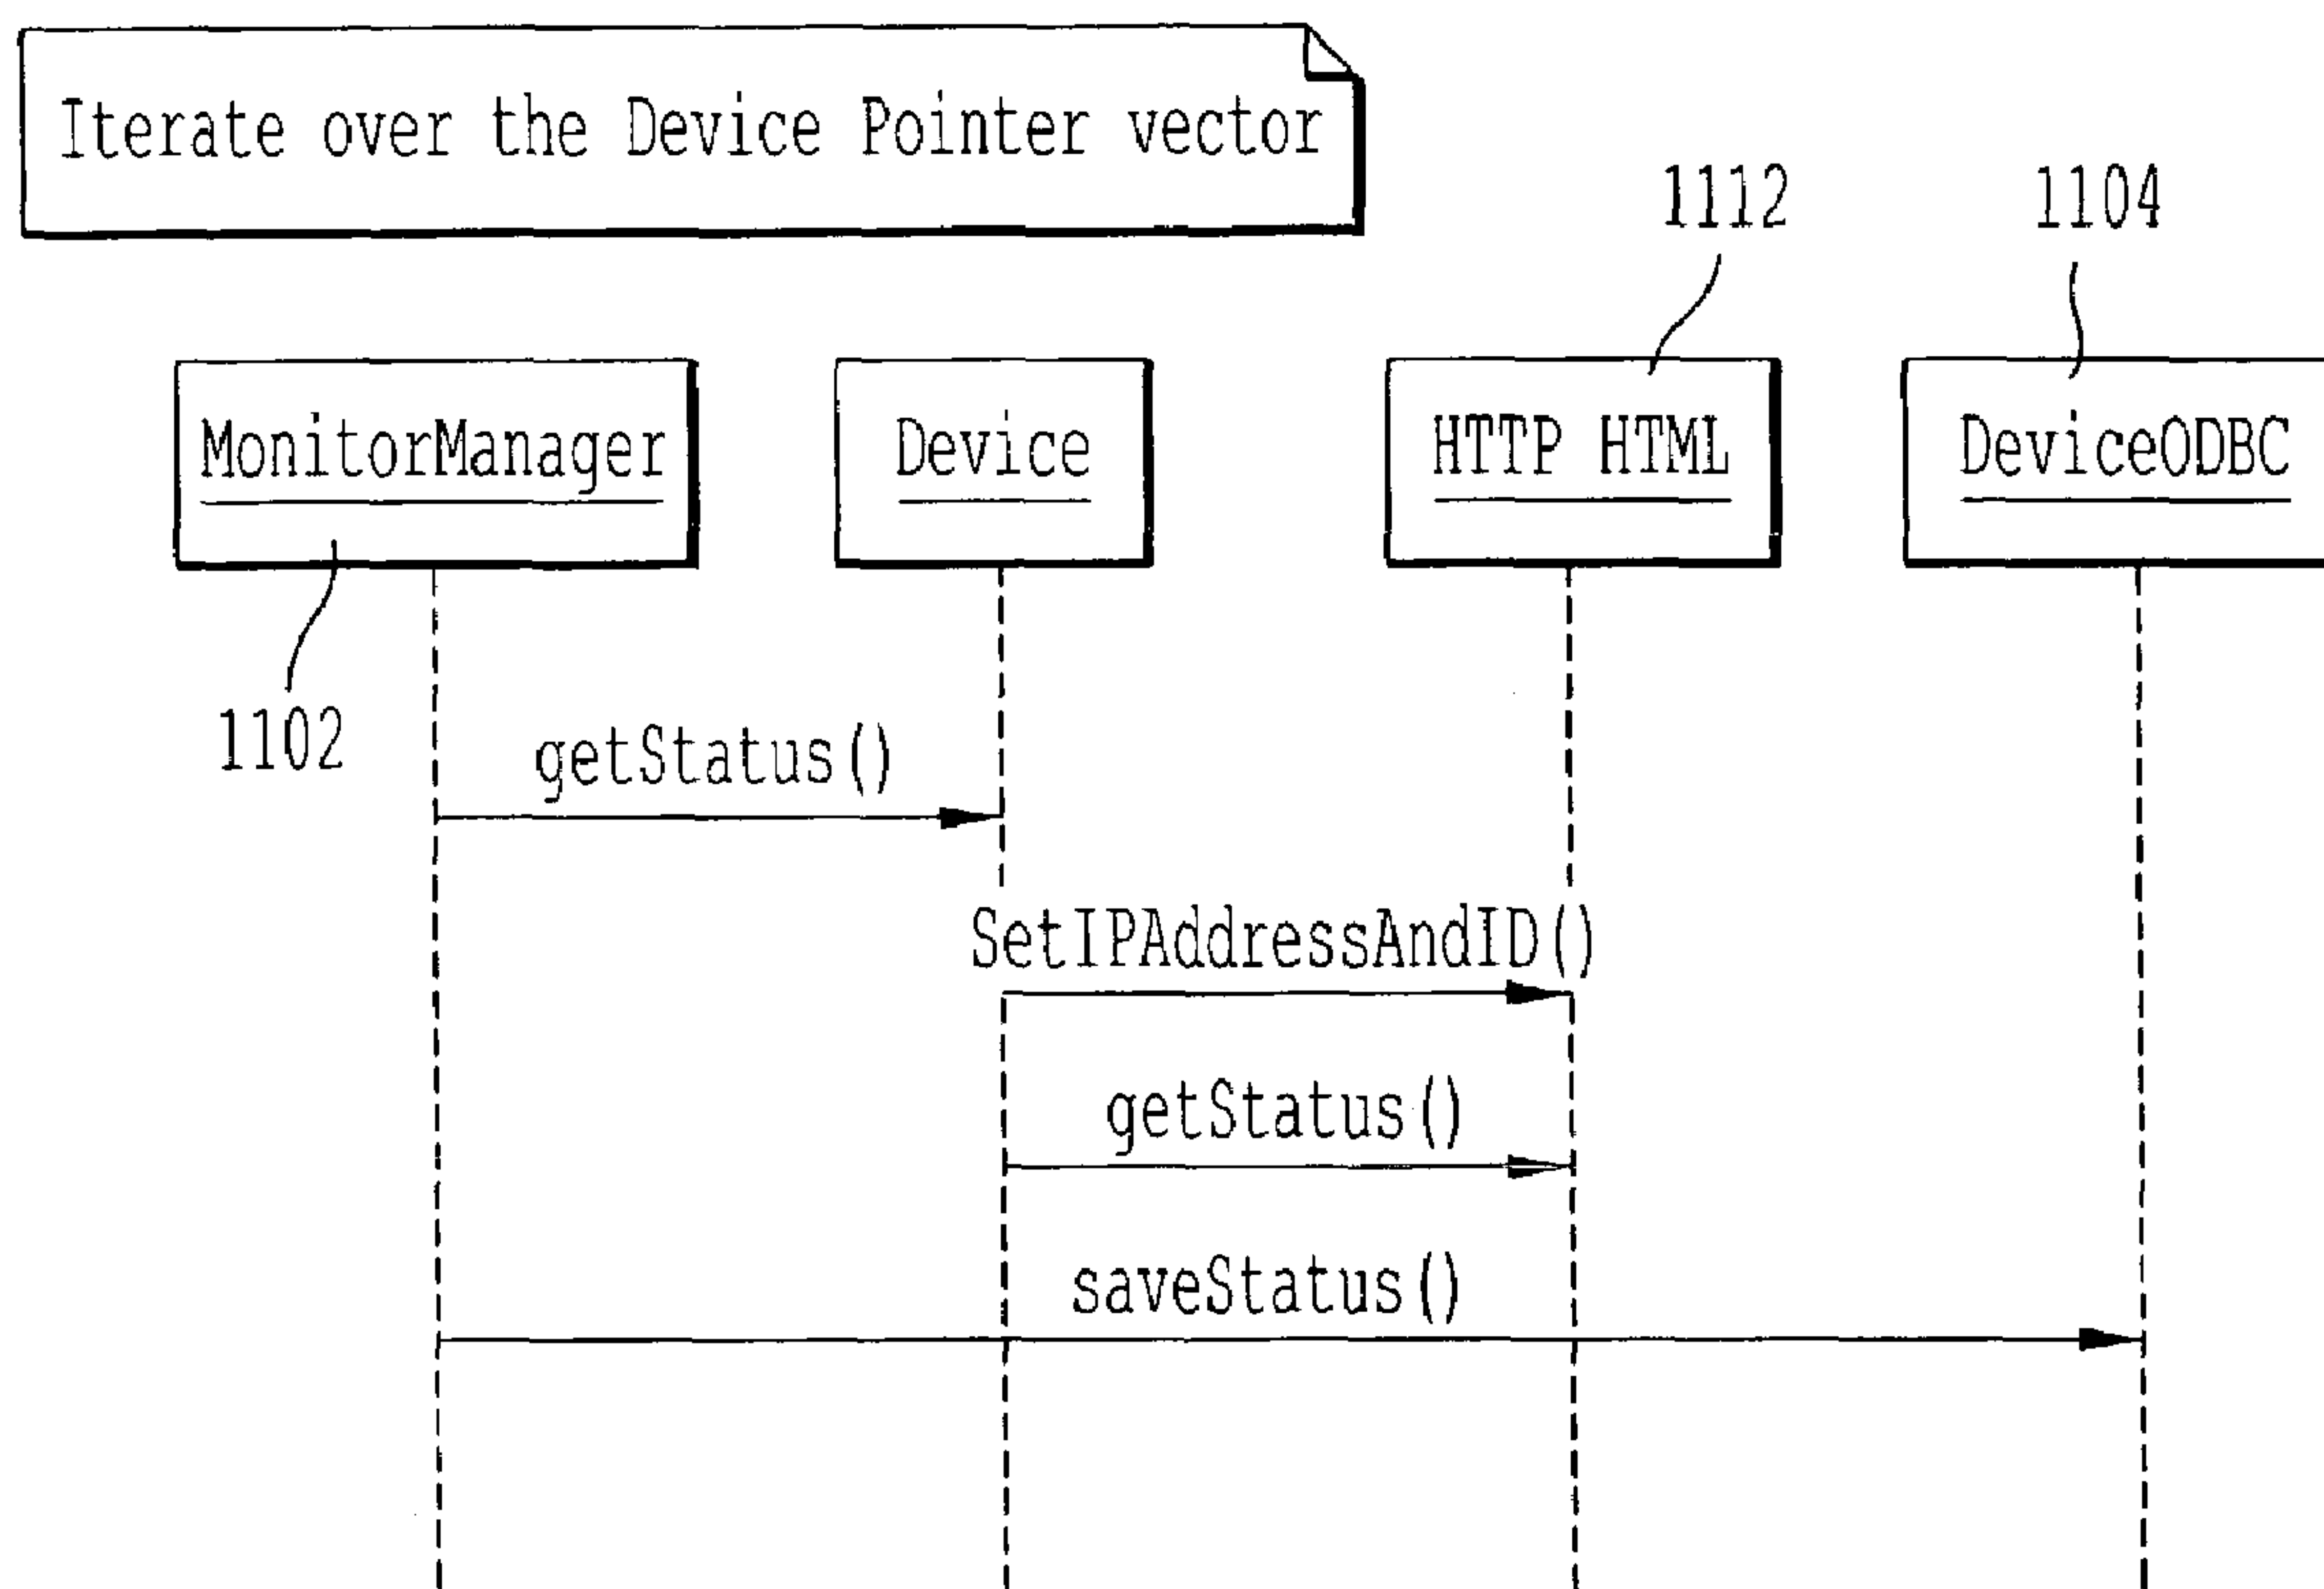 Iterate over the Device Pointer vector
1112 1104
MonitorManager Device HTTP HTML DeviceODBC
1102
getStatus()
SetIPAddressAndID()
getStatus()
saveStatus()